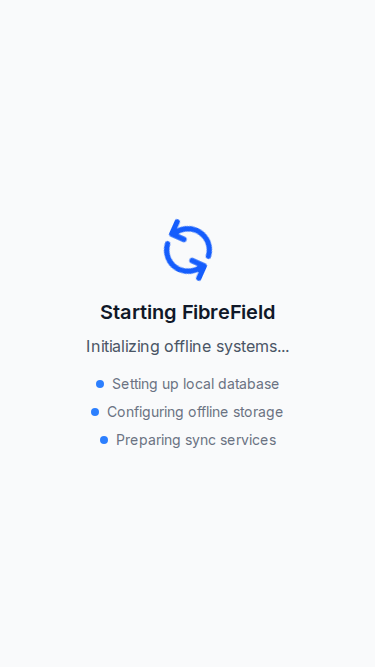 Starting FibreField
Initializing offline systems...
Setting up local database
Configuring offline storage
Preparing sync services